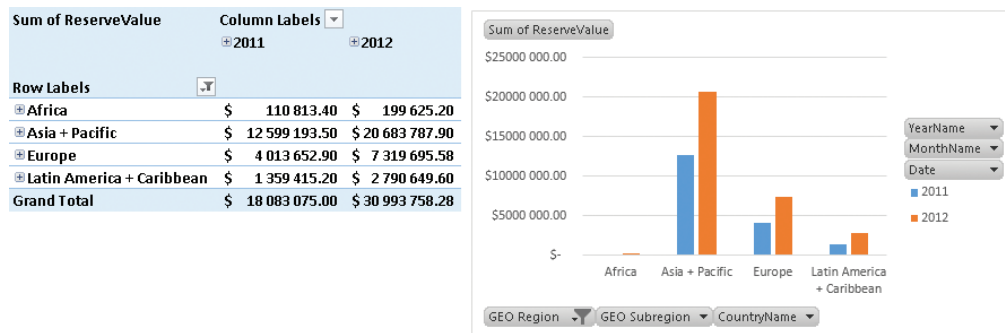 Sum of ReserveValue Column Labels
2011 2012
Row Labels
Africa $ 110 813.40 $ 199 625.20
Asia + Pacific $ 12 599 193.50 $ 20 683 787.90
Europe $ 4 013 652.90 $ 7 319 695.58
Latin America + Caribbean $ 1 359 415.20 $ 2 790 649.60
Grand Total $ 18 083 075.00 $ 30 993 758.28
Sum of ReserveValue
$25000 000.00
$20000 000.00
$15000 000.00
$10000 000.00
$5000 000.00
$-
Africa Asia + Pacific Europe Latin America
+ Caribbean
YearName
MonthName
Date
2011
2012
GEO Region GEO Subregion CountryName